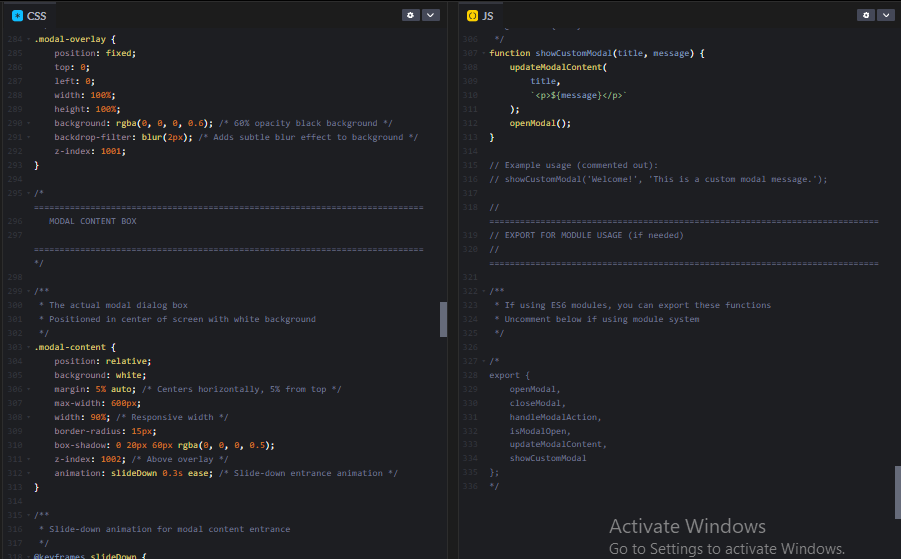 CSS
284 .modal-overlay {
285 position: fixed;
286 top: 0;
287 left: 0;
288 width: 100%;
289 height: 100%;
290 background: rgba(0, 0, 0, 0.6); /* 60% opacity black background */
291 backdrop-filter: blur(2px); /* Adds subtle blur effect to background */
292 z-index: 1001;
293 }
294
295 /*
===========================================================================
296 MODAL CONTENT BOX
297
===========================================================================
*/
298
299 /**
300 * The actual modal dialog box
301 * Positioned in center of screen with white background
302 */
303 .modal-content {
304 position: relative;
305 background: white;
306 margin: 5% auto; /* Centers horizontally, 5% from top */
307 max-width: 600px;
308 width: 90%; /* Responsive width */
309 border-radius: 15px;
310 box-shadow: 0 20px 60px rgba(0, 0, 0, 0.5);
311 z-index: 1002; /* Above overlay */
312 animation: slideDown 0.3s ease; /* Slide-down entrance animation */
313 }
314
315 /**
316 * Slide-down animation for modal content entrance
317 */
318 @keyframes slideDown {
JS
306 */
307 function showCustomModal(title, message) {
308 updateModalContent(
309 title,
310 `<p>${message}</p>`
311 );
312 openModal();
313 }
314
315 // Example usage (commented out):
316 // showCustomModal('Welcome!', 'This is a custom modal message.');
317
318 //
===========================================================================
319 // EXPORT FOR MODULE USAGE (if needed)
320 //
===========================================================================
321
322 /**
323 * If using ES6 modules, you can export these functions
324 * Uncomment below if using module system
325 */
326
327 /*
328 export {
329 openModal,
330 closeModal,
331 handleModalAction,
332 isModalOpen,
333 updateModalContent,
334 showCustomModal
335 };
336 */
Activate Windows
Go to Settings to activate Windows.